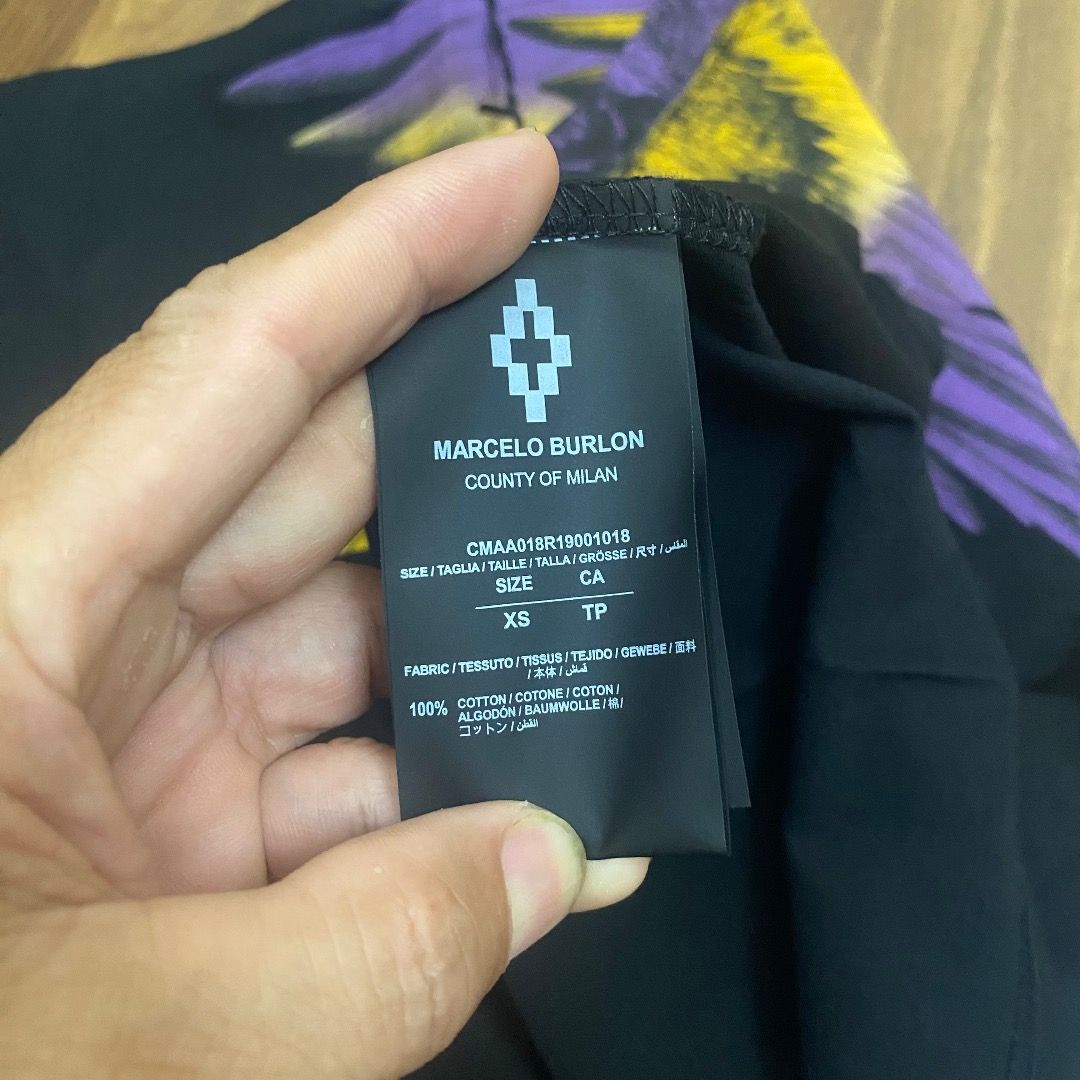 MARCELO BURLON
COUNTY OF MILAN
CMAA018R19001018
SIZE / TAGLIA / TAILLE / TALLA / GRÖSSE / 尺寸 / المقاس
SIZE CA
XS TP
FABRIC / TESSUTO / TISSUS / TEJIDO / GEWEBE / 面料
/ 本体 / قماش
100% COTTON / COTONE / COTON /
ALGODÓN / BAUMWOLLE / 棉 /
コットン / القطن